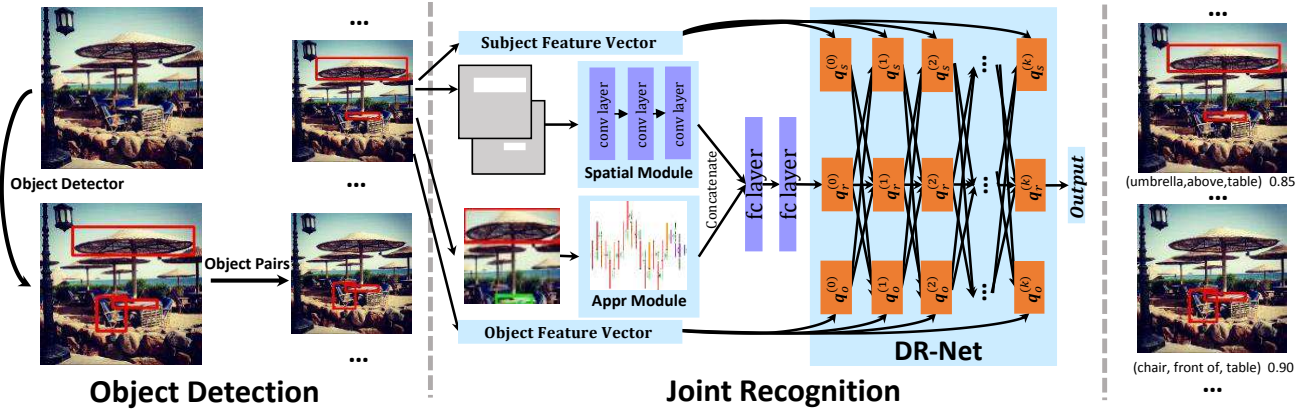 Object Detector
Object Pairs
...
...
...
...
Object Detection
Subject Feature Vector
conv layer
conv layer
conv layer
Spatial Module
Appr Module
Object Feature Vector
Concatenate
fc layer
fc layer
q_s^(0) q_s^(1) q_s^(2) ... q_s^(k)
q_r^(0) q_r^(1) q_r^(2) ... q_r^(k)
q_o^(0) q_o^(1) q_o^(2) ... q_o^(k)
DR-Net
Output
Joint Recognition
...
(umbrella,above,table) 0.85
...
(chair, front of, table) 0.90
...